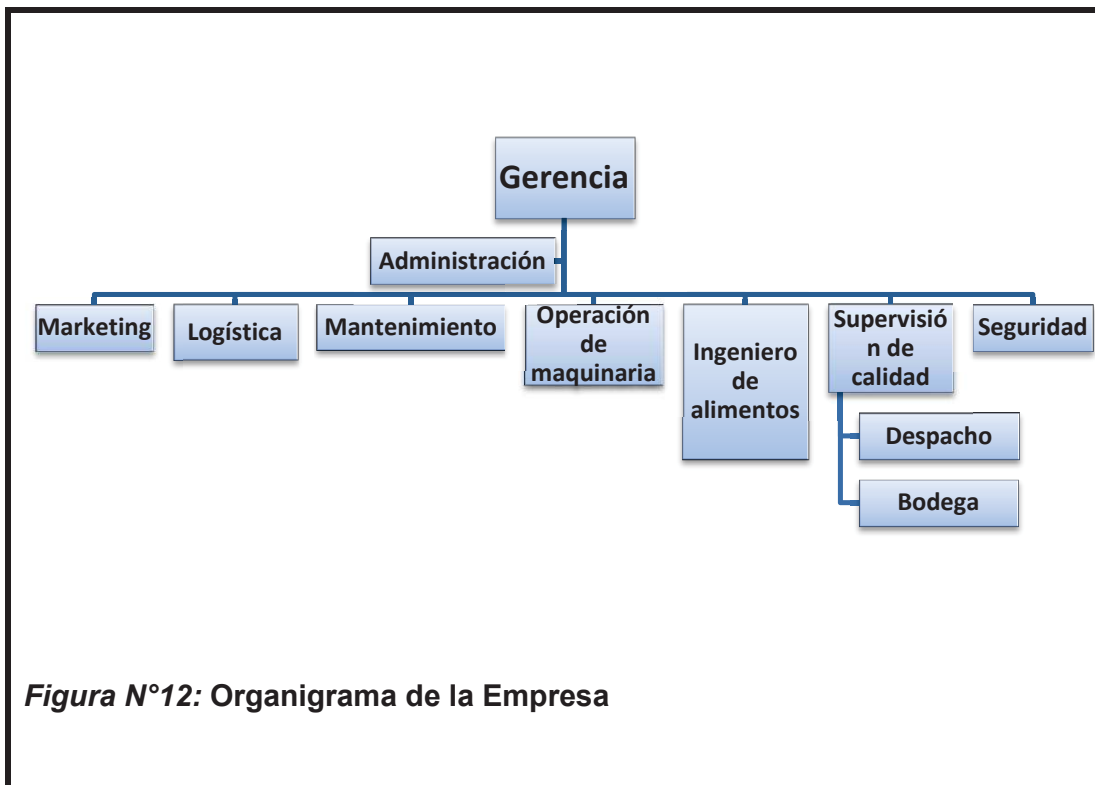 Gerencia
Administración
Marketing
Logística
Mantenimiento
Operación
de
maquinaria
Ingeniero
de
alimentos
Supervisió
n de
calidad
Seguridad
Despacho
Bodega
Figura N°12: Organigrama de la Empresa